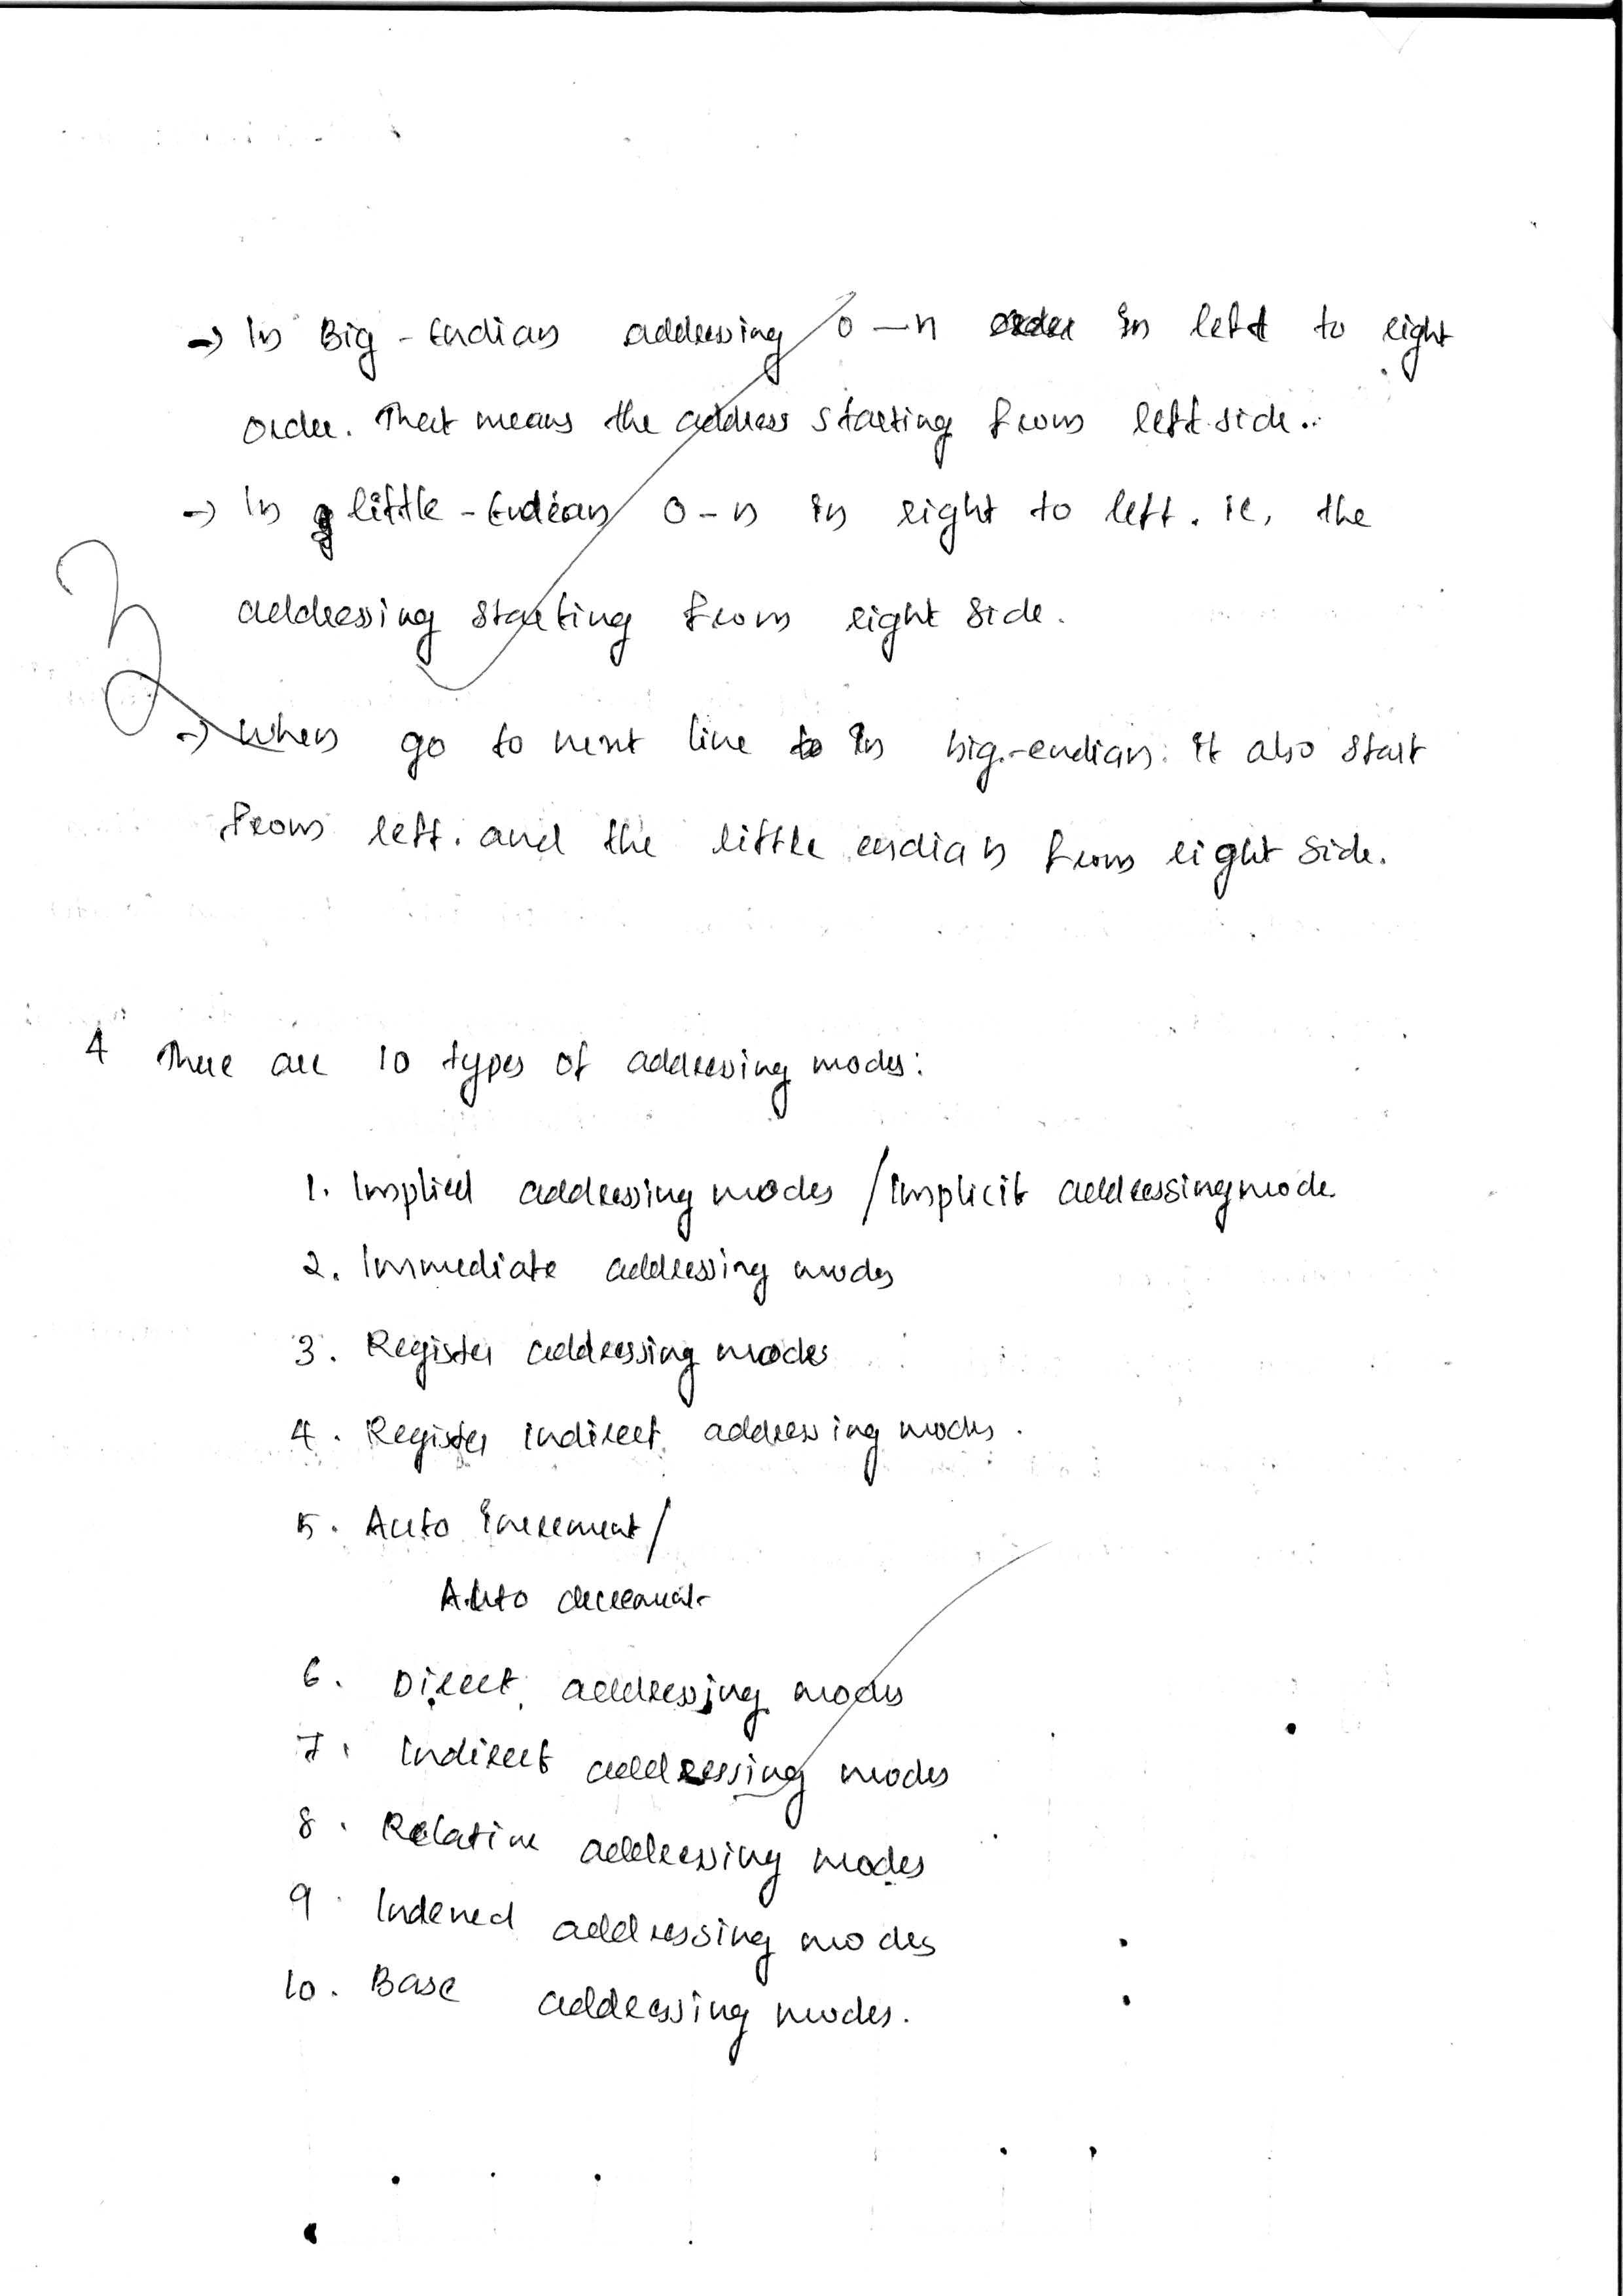 → In Big-Endian addressing 0-n in left to right
order. That means the address starting from left side.
→ In little-Endian 0-n in right to left. ie, the
addressing starting from right side.
→ When go to next line in big-endian. it also start
from left. and the little endian from right side.
4 There are 10 types of addressing modes:
1. Implied addressing modes / Implicit addressing mode
2. Immediate addressing modes
3. Register addressing modes
4. Register indirect addressing modes.
5. Auto increment/
Auto decrement
6. Direct addressing modes
7. Indirect addressing modes
8. Relative addressing modes
9. Indexed addressing modes
10. Base addressing modes.